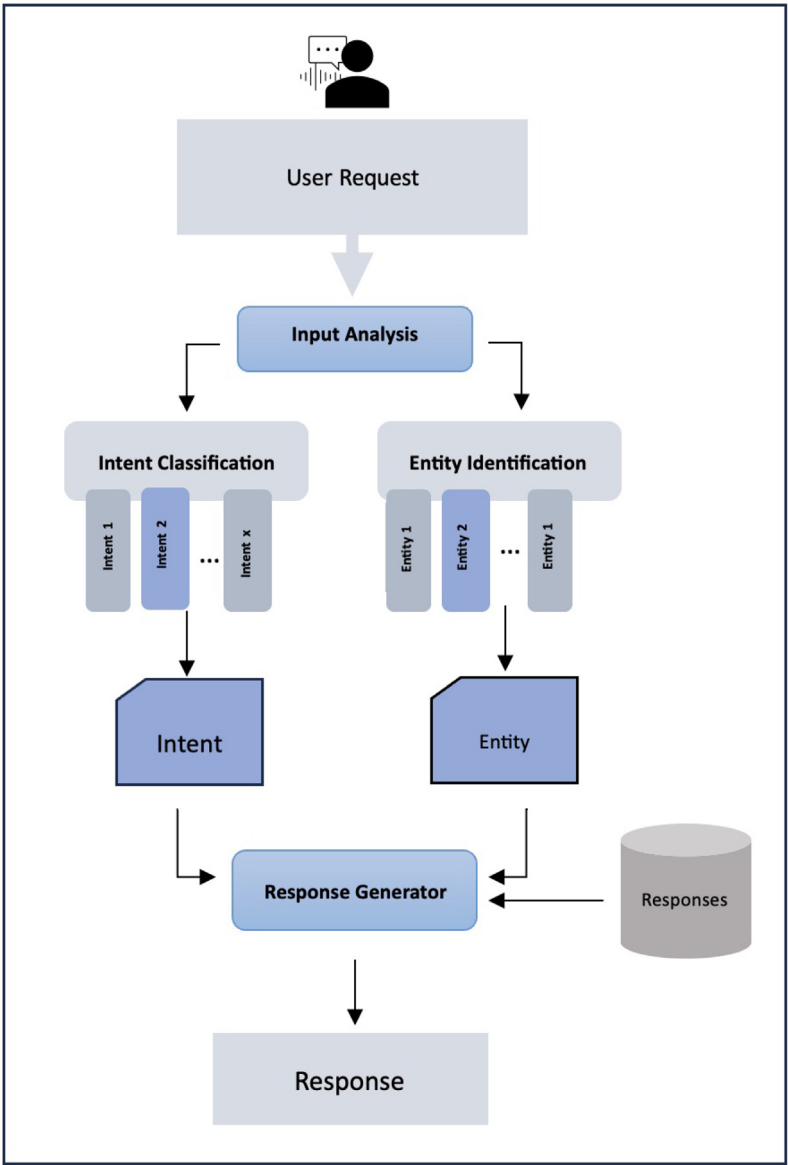 User Request
Input Analysis
Intent Classification
Entity Identification
Intent 1
Intent 2
...
Intent x
Entity 1
Entity 2
...
Entity 1
Intent
Entity
Response Generator
Responses
Response